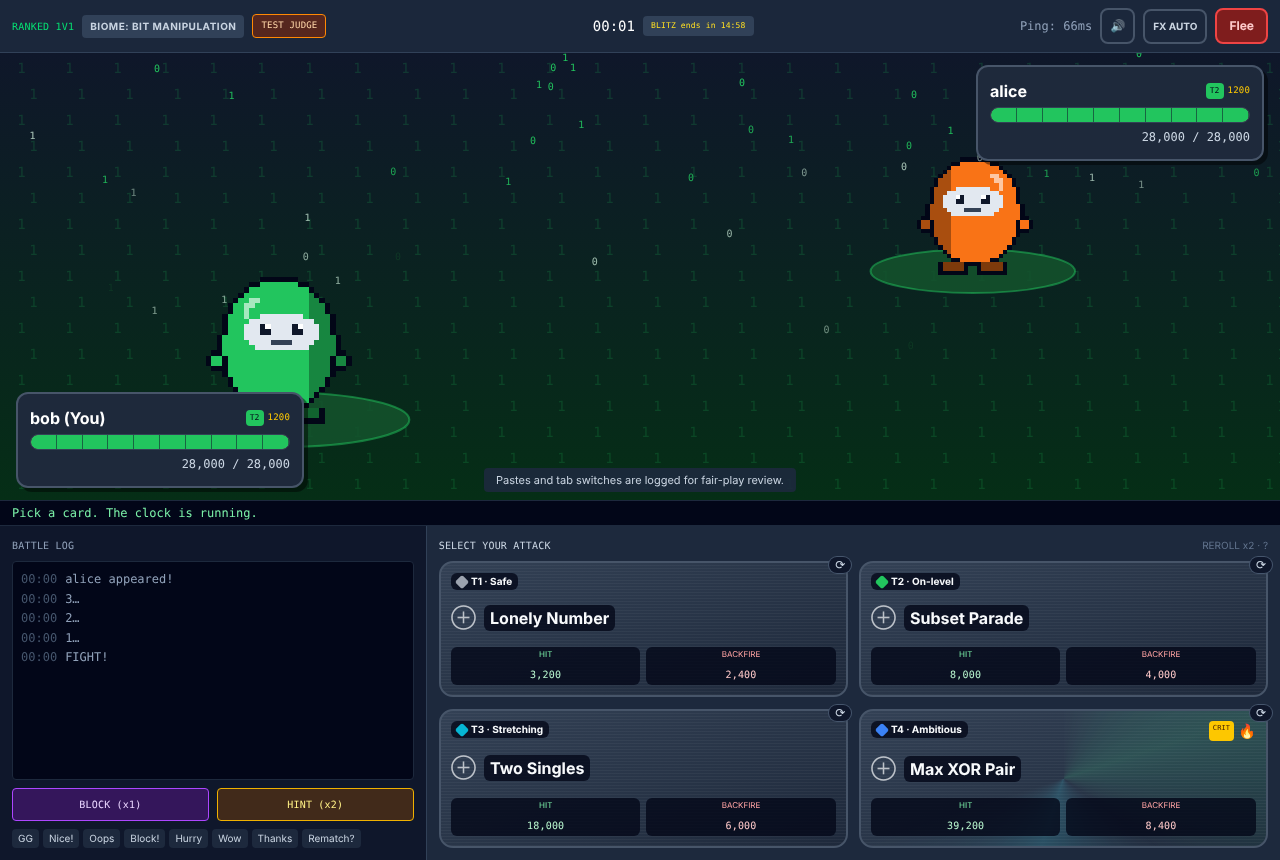 RANKED 1V1 BIOME: BIT MANIPULATION TEST JUDGE 00:01 BLITZ ends in 14:58 Ping: 66ms FX AUTO Flee
alice T2 1200
28,000 / 28,000
bob (You) T2 1200
28,000 / 28,000
Pastes and tab switches are logged for fair-play review.
Pick a card. The clock is running.
BATTLE LOG
00:00 alice appeared!
00:00 3…
00:00 2…
00:00 1…
00:00 FIGHT!
BLOCK (x1) HINT (x2)
GG Nice! Oops Block! Hurry Wow Thanks Rematch?
SELECT YOUR ATTACK REROLL x2 · ?
T1 · Safe
Lonely Number
HIT BACKFIRE
3,200 2,400
T2 · On-level
Subset Parade
HIT BACKFIRE
8,000 4,000
T3 · Stretching
Two Singles
HIT BACKFIRE
18,000 6,000
T4 · Ambitious CRIT
Max XOR Pair
HIT BACKFIRE
39,200 8,400